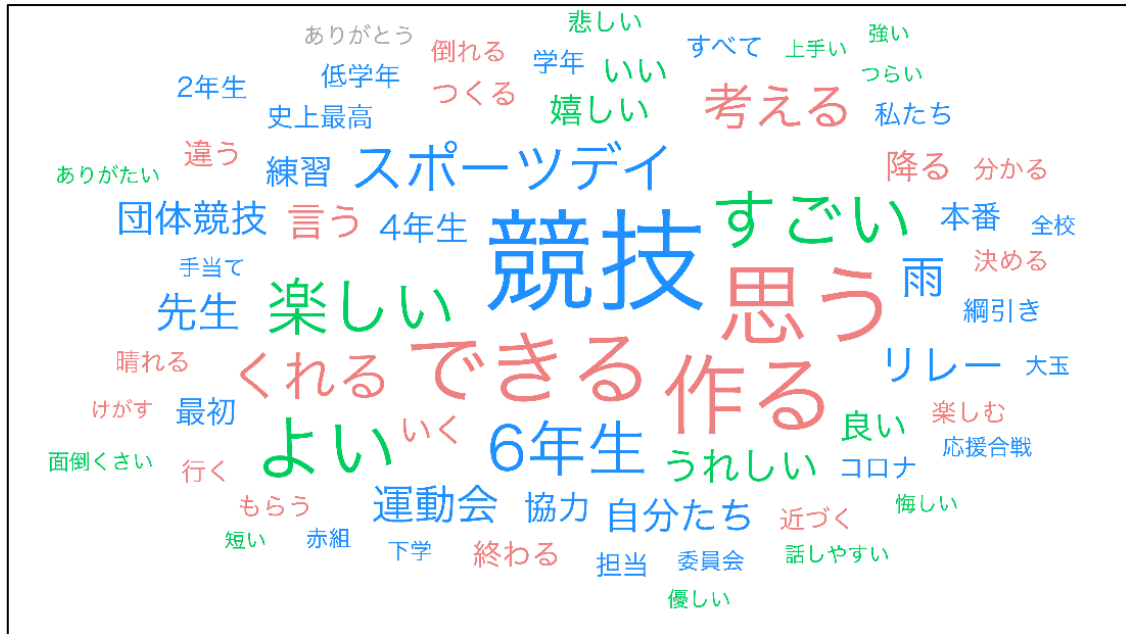 悲しい
ありがとう 倒れる 学年 いい すべて 上手い 強い
2年生 低学年 つくる つらい
史上最高 嬉しい 考える 私たち
ありがたい 違う 練習 スポーツデイ 降る 分かる
団体競技 言う 4年生 競技 すごい 本番 全校
手当て 先生 楽しい 思う 雨 決める 綱引き
晴れる くれる できる 作る リレー 大玉
けがす 最初 よい いく 6年生 良い 楽しむ
面倒くさい 行く うれしい コロナ 応援合戦
もらう 運動会 協力 自分たち 近づく 悔しい
短い 赤組 下学 終わる 担当 委員会 話しやすい
優しい